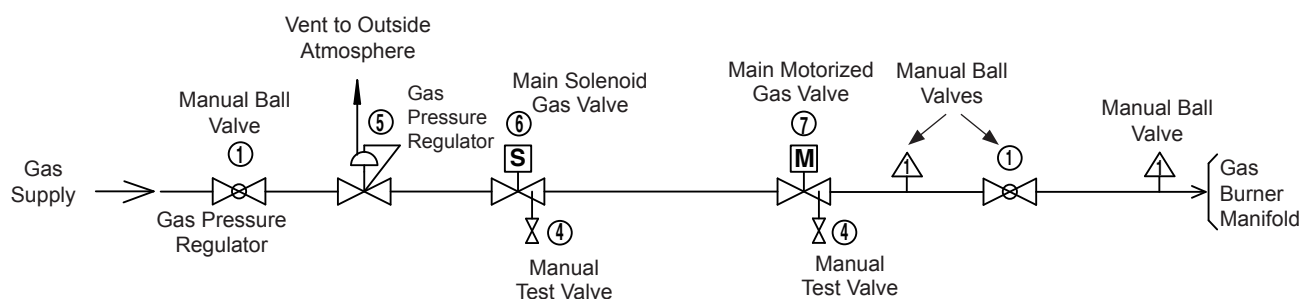 Vent to Outside
Atmosphere
Manual Ball
Valve
1
5
Gas
Pressure
Regulator
Main Solenoid
Gas Valve
6
S
Main Motorized
Gas Valve
7
M
Manual Ball
Valves
1
1
Manual Ball
Valve
1
Gas
Supply
Gas
Burner
Manifold
Gas Pressure
Regulator
4
Manual
Test Valve
4
Manual
Test Valve